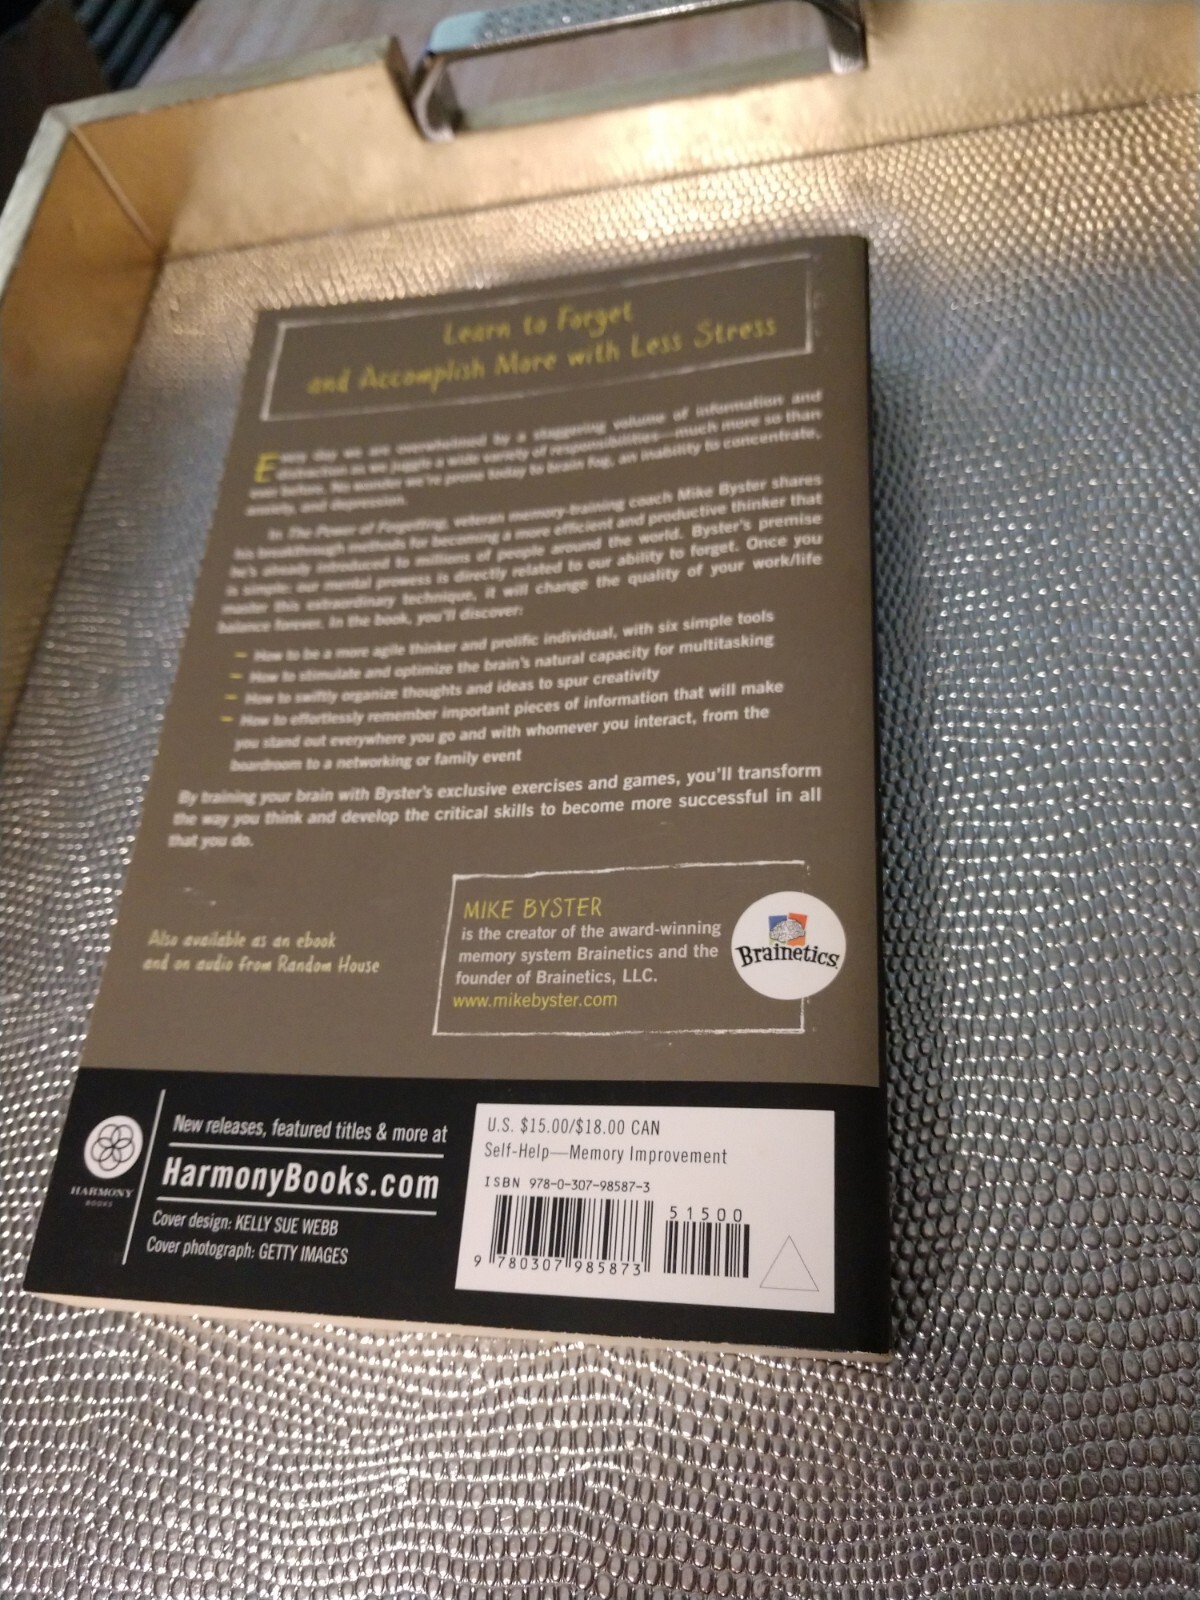 Learn to Forget
and Accomplish More with Less Stress
Every day we are overwhelmed by a staggering volume of information and
distraction as we juggle a wide variety of responsibilities—much more so than
ever before. No wonder we're prone today to brain fog, an inability to concentrate,
anxiety, and depression.
In The Power of Forgetting, veteran memory-training coach Mike Byster shares
his breakthrough methods for becoming a more efficient and productive thinker that
he's already introduced to millions of people around the world. Byster's premise
is simple: our mental prowess is directly related to our ability to forget. Once you
master this extraordinary technique, it will change the quality of your work/life
balance forever. In the book, you'll discover:
– How to be a more agile thinker and prolific individual, with six simple tools
– How to stimulate and optimize the brain's natural capacity for multitasking
– How to swiftly organize thoughts and ideas to spur creativity
– How to effortlessly remember important pieces of information that will make
you stand out everywhere you go and with whomever you interact, from the
boardroom to a networking or family event
By training your brain with Byster's exclusive exercises and games, you'll transform
the way you think and develop the critical skills to become more successful in all
that you do.
Also available as an ebook
and on audio from Random House
MIKE BYSTER
is the creator of the award-winning
memory system Brainetics and the
founder of Brainetics, LLC.
www.mikebyster.com
Brainetics
HARMONY
BOOKS
New releases, featured titles & more at
HarmonyBooks.com
Cover design: KELLY SUE WEBB
Cover photograph: GETTY IMAGES
U.S. $15.00/$18.00 CAN
Self-Help—Memory Improvement
ISBN 978-0-307-98587-3
51500
9 780307 985873